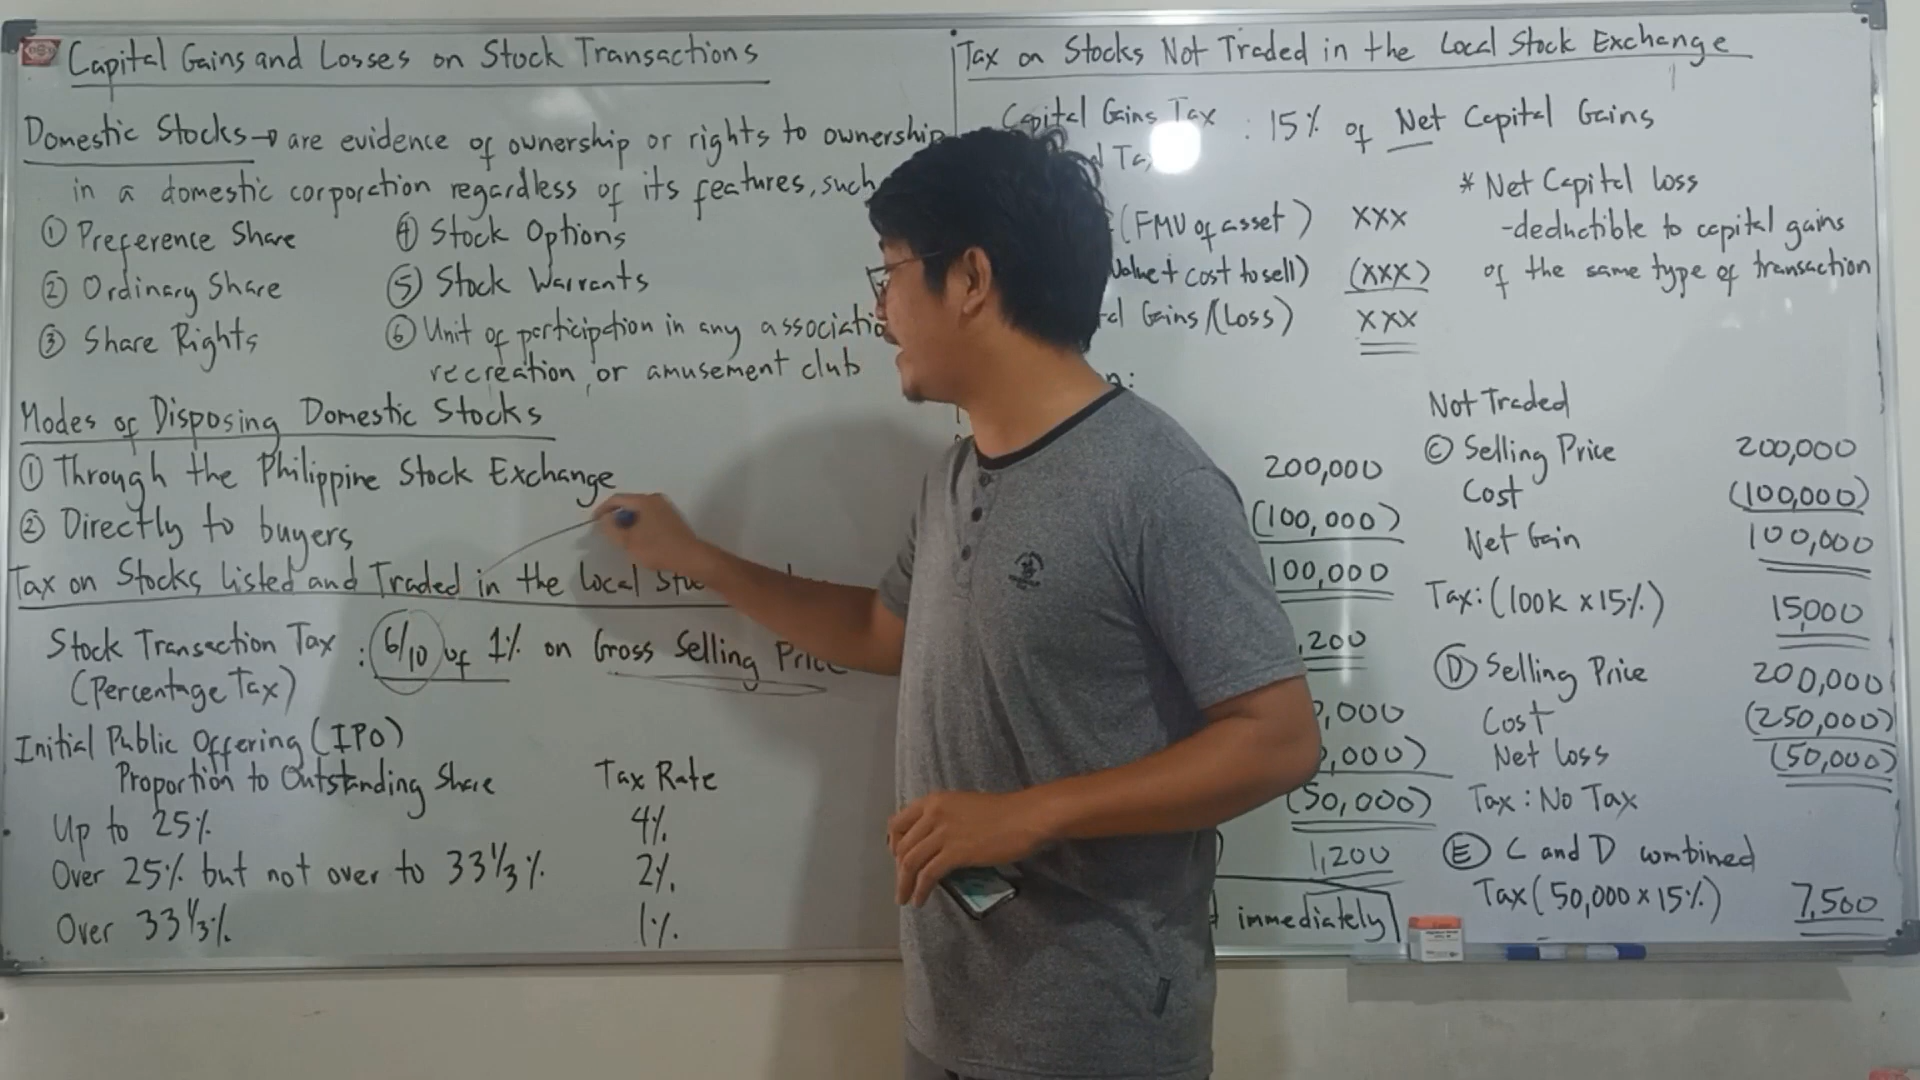 Capital Gains and Losses on Stock Transactions
Domestic Stocks → are evidence of ownership or rights to ownership
in a domestic corporation regardless of its features, such
① Preference Share
② Ordinary Share
③ Share Rights
④ Stock Options
⑤ Stock Warrants
⑥ Unit of participation in any
recreation, or amusement club
Modes of Disposing Domestic Stocks
① Through the Philippine Stock Exchange
② Directly to buyers
Tax on Stocks listed and Traded in the local
Stock Transaction Tax : 6/10 of 1% on Gross Selling Price
(Percentage Tax)
Initial Public Offering (IPO)
Proportion to Outstanding Share Tax Rate
Up to 25% 4%
Over 25% but not over to 33 1/3% 2%
Over 33 1/3% 1%
Tax on Stocks Not Traded in the Local Stock Exchange
Capital Gains Tax : 15% of Net Capital Gains
(FMV of asset) xxx
+ cost to sell) (xxx)
Gains/(Loss) xxx
* Net Capital loss
-deductible to capital gains
of the same type of transaction
200,000
(100,000)
100,000
,200
,000
,000)
(50,000)
1,200
immediately
Not Traded
Ⓒ Selling Price 200,000
Cost (100,000)
Net Gain 100,000
Tax: (100K x 15%) 15,000
Ⓓ Selling Price 200,000
Cost (250,000)
Net loss (50,000)
Tax : No Tax
Ⓔ C and D combined
Tax (50,000 x 15%) 7,500